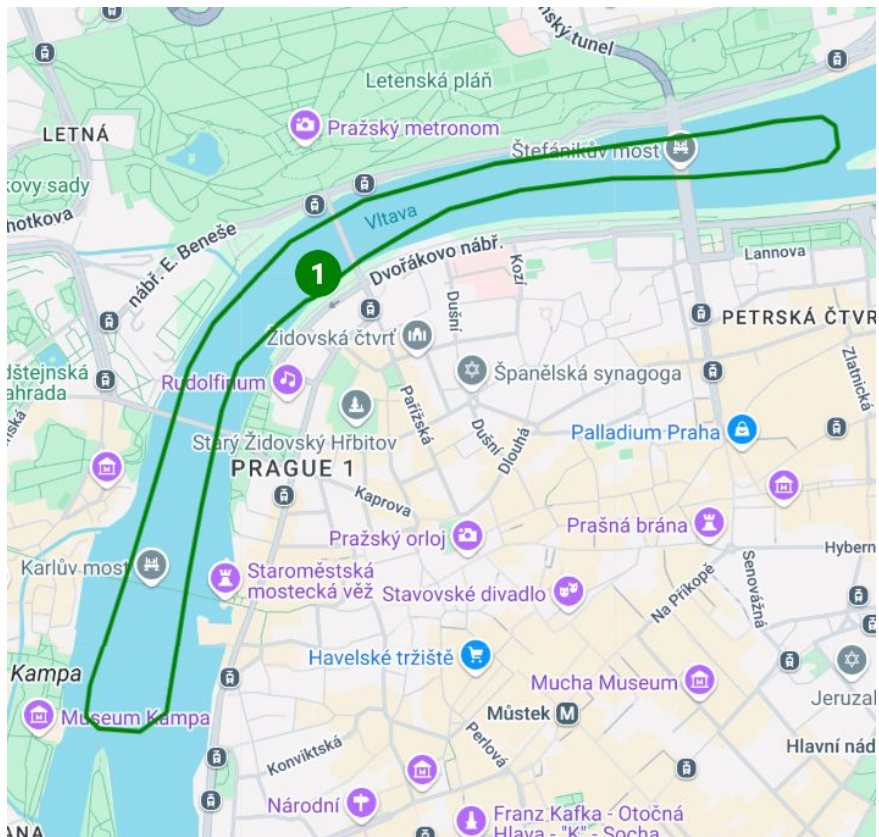 nský tunel
Letenská pláň
Pražský metronom
LETNÁ
Štefánikův most
kovy sady
hotkova
Vltava
nábř. E. Beneše
Dvořákovo nábř.
Kozí
Lannova
1
Dušní
PETRSKÁ ČTVR
Židovská čtvrť
dštejnská
ahrada
Rudolfinum
Španělská synagoga
Zlatnická
Pařížská
Starý Židovský Hřbitov
Dušní
Dlouhá
Palladium Praha
PRAGUE 1
Kaprova
Pražský orloj
Prašná brána
Karlův most
Staroměstská
mostecká věž
Stavovské divadlo
Na Příkopě
Senovážná
Hybern
Havelské tržiště
Kampa
Mucha Museum
Jeruzal
Museum Kampa
Můstek M
Konviktská
Perlová
Hlavní nád
Národní
Franz Kafka - Otočná
Hlava - "K" - Socha
ANA